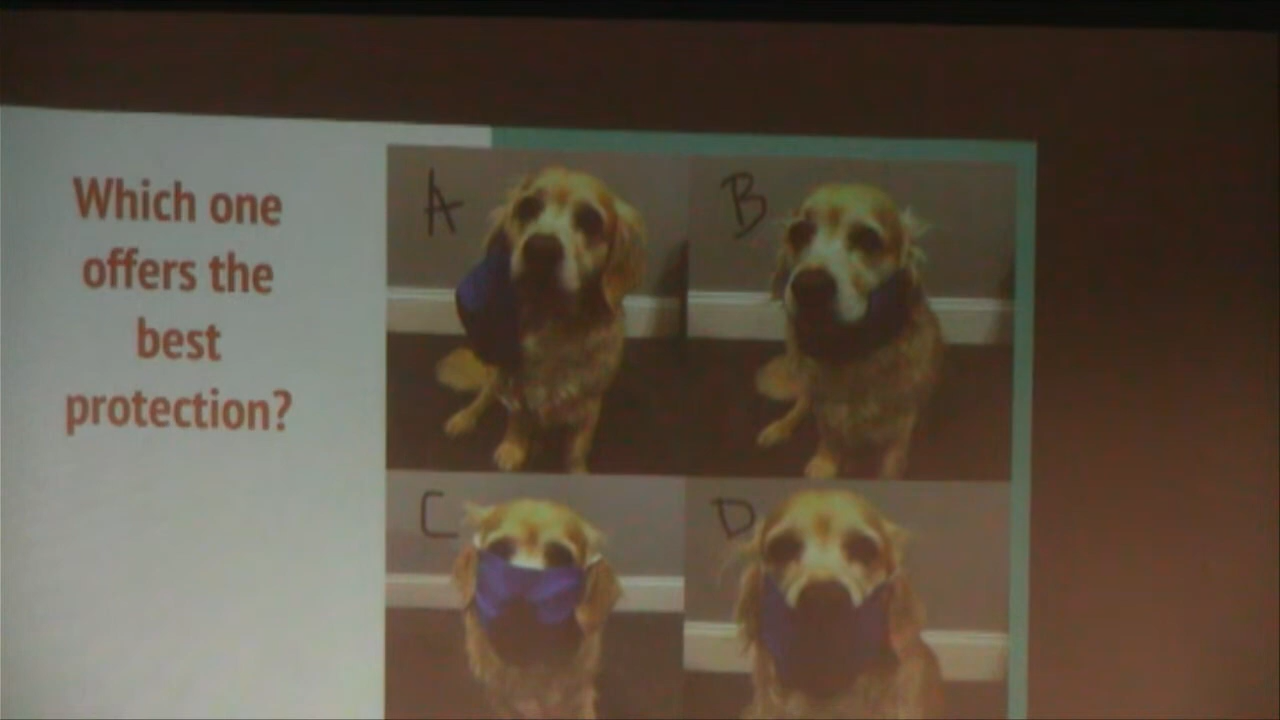 Which one
offers the
best
protection?
A
B
C
D